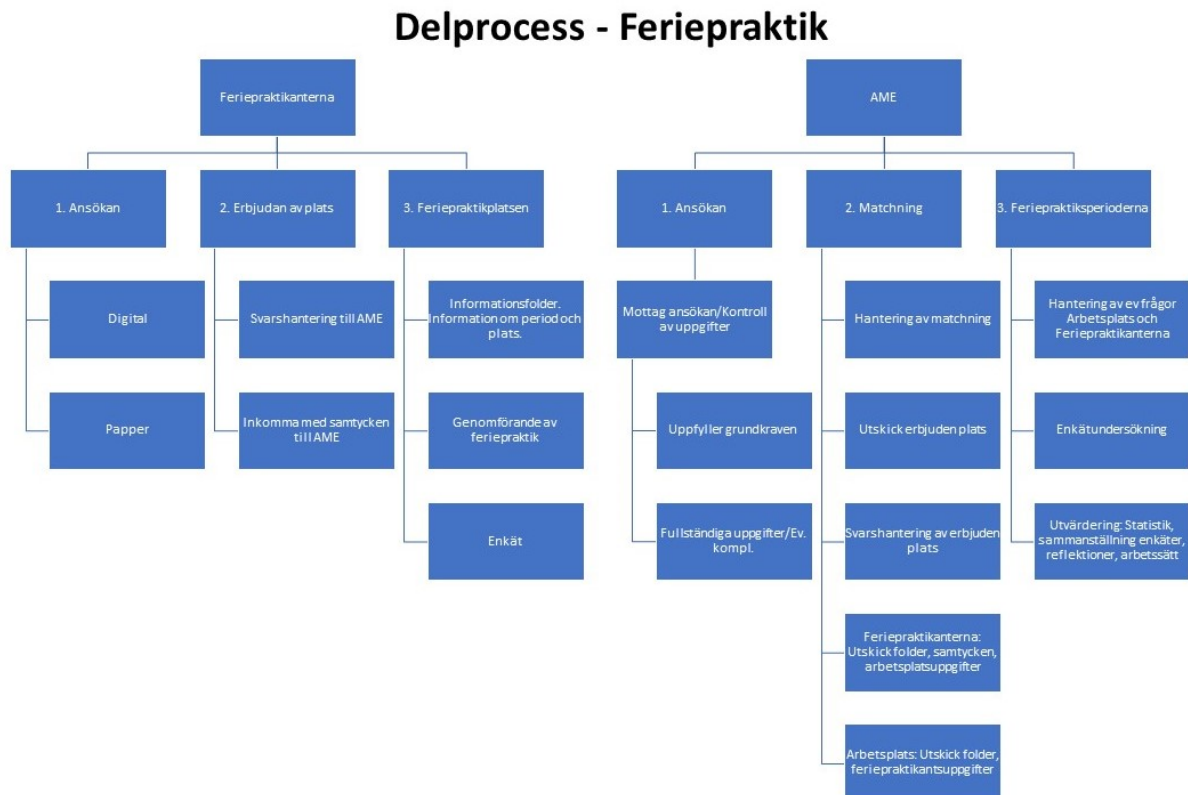 Delprocess - Feriepraktik
Feriepraktikanterna
1. Ansökan
Digital
Papper
2. Erbjudan av plats
Svarshantering till AME
Inkomma med samtycken
till AME
3. Feriepraktikplatsen
Informationsfolder.
Information om period och
plats.
Genomförande av
feriepraktik
Enkät
AME
1. Ansökan
Mottag ansökan/Kontroll
av uppgifter
Uppfyller grundkraven
Fullständiga uppgifter/Ev.
kompl.
2. Matchning
Hantering av matchning
Utskick erbjuden plats
Svarshantering av erbjuden
plats
Feriepraktikanterna:
Utskick folder, samtycken,
arbetsplatsuppgifter
Arbetsplats: Utskick folder,
feriepraktikantsuppgifter
3. Feriepraktiksperioderna
Hantering av ev frågor
Arbetsplats och
Feriepraktikanterna
Enkätundersökning
Utvärdering: Statistik,
sammanställning enkäter,
reflektioner, arbetssätt